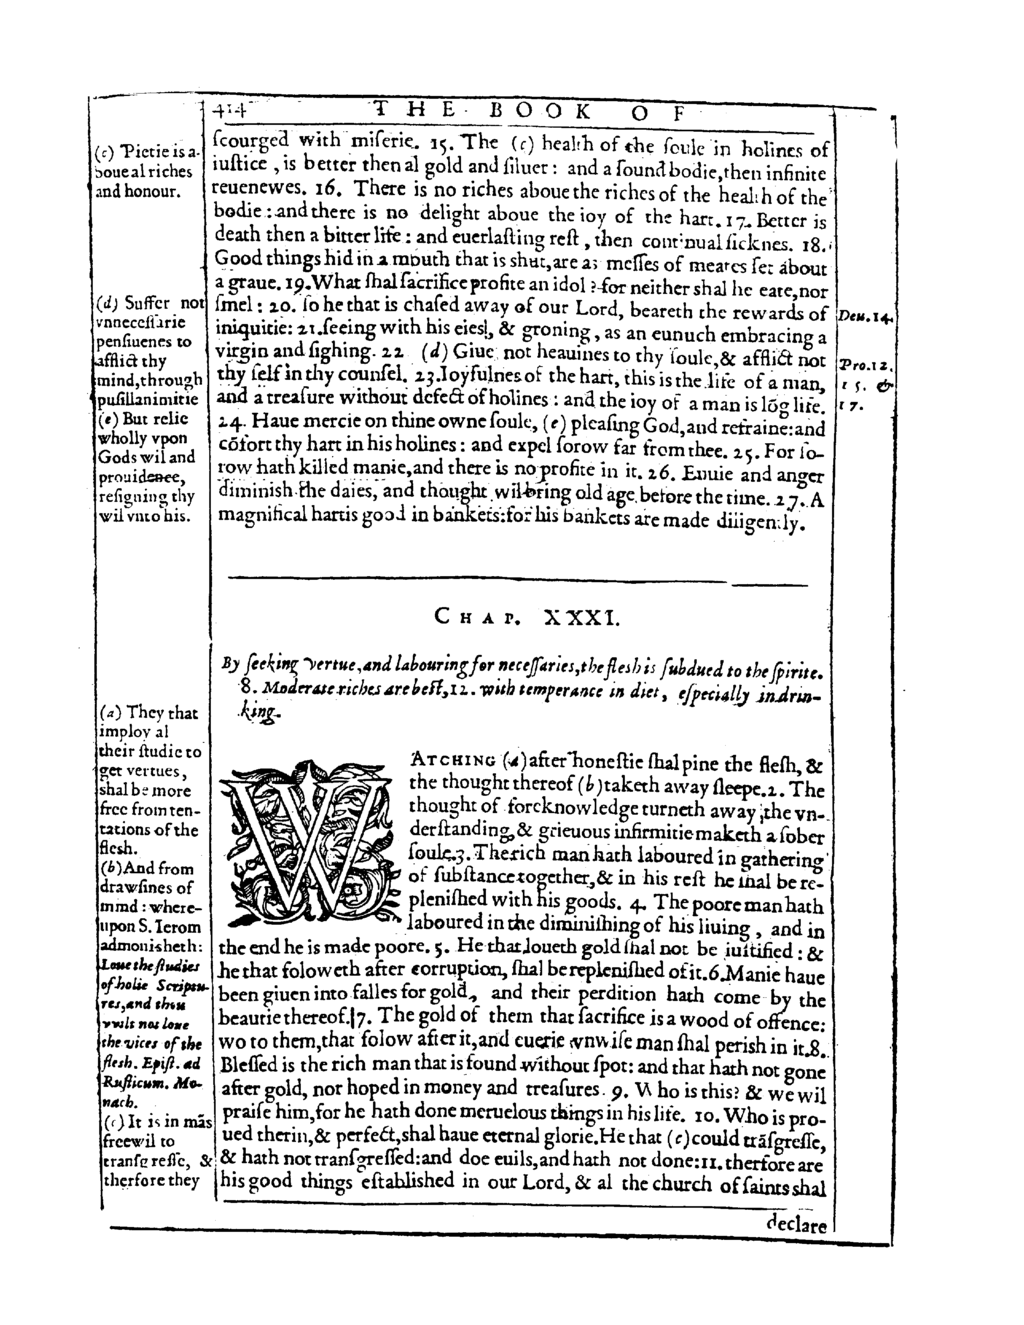 414 THE BOOK OF
(c) Pietie is a-
boue al riches
and honour.
(d) Suffer not
vnnecessarie
pensiuenes to
afflict thy
mind, through
pusillanimitie
(e) But relie
wholly vpon
Gods wil and
prouidence,
resigning thy
wil vnto his.
ſcourged with miſerie. 15. The (c) health of the ſoule in holines of
iuſtice, is better then al gold and ſiluer: and a ſound bodie, then infinite
reuenewes. 16. There is no riches aboue the riches of the health of the
bodie: and there is no delight aboue the ioy of the hart. 17. Better is
death then a bitter life: and euerlaſting reſt, then continual ſicknes. 18.
Good things hid in a mouth that is shut, are as meſſes of meates ſet about
a graue. 19. What ſhal ſacrifice profite an idol? for neither shal he eate, nor
ſmel: 20. ſo he that is chaſed away of our Lord, beareth the rewards of
iniquitie: 21. ſeeing with his eies, & groning, as an eunuch embracing a
virgin and ſighing. 22 (d) Giue not heauines to thy ſoule, & afflict not
thy ſelf in thy counſel. 23. Ioyfulnes of the hart, this is the life of a man,
and a treaſure without defect of holines: and the ioy of a man is lõg life.
24. Haue mercie on thine owne ſoule, (e) pleaſing God, and refraine: and
cõfort thy hart in his holines: and expel ſorow far from thee. 25. For ſo-
row hath killed manie, and there is no profite in it. 26. Enuie and anger
diminish the daies, and thought wil bring old age before the time. 27. A
magnifical hart is good in bankets: for his bankets are made diligently.
Deu. 14.
Pro. 12.
15. &
17.
CHAP. XXXI.
By ſeeking vertue, and labouring for neceſſaries, the flesh is ſubdued to the ſpirite.
8. Moderate riches are beſt, 12. with temperance in diet, eſpecially in drin-
king.
(a) They that
imploy al
their ſtudie to
get vertues,
shal be more
free from ten-
tations of the
flesh.
(b) And from
drawſines of
mind: where-
upon S. Ierom
admonisheth:
Loue the ſtudies
of holie Scriptu-
res, and thou
wilt not loue
the vices of the
flesh. Epiſt. ad
Ruſticum. Mo-
nach.
(c) It is in mãs
freewil to
tranſgreſſe, &
therfore they
WATCHING (a) after honeſtie ſhal pine the fleſh, &
the thought thereof (b) taketh away ſleepe. 2. The
thought of foreknowledge turneth away the vn-
derſtanding, & grieuous infirmitie maketh a ſober
ſoule. 3. The rich man hath laboured in gathering
of ſubſtance together, & in his reſt he ſhal be re-
pleniſhed with his goods. 4. The poore man hath
laboured in the diminiſhing of his liuing, and in
the end he is made poore. 5. He that loueth gold ſhal not be iuſtified: &
he that foloweth after corruption, ſhal be repleniſhed of it. 6. Manie haue
been giuen into falles for gold, and their perdition hath come by the
beautie thereof. 7. The gold of them that ſacrifice is a wood of offence:
wo to them, that folow after it, and euerie vnwiſe man ſhal perish in it. 8.
Bleſſed is the rich man that is found without ſpot: and that hath not gone
after gold, nor hoped in money and treaſures. 9. Who is this? & we wil
praiſe him, for he hath done meruelous things in his life. 10. Who is pro-
ued therin, & perfect, shal haue eternal glorie. He that (c) could trãſgreſſe,
& hath not tranſgreſſed: and doe euils, and hath not done: 11. therfore are
his good things eſtablished in our Lord, & al the church of ſaints shal
declare